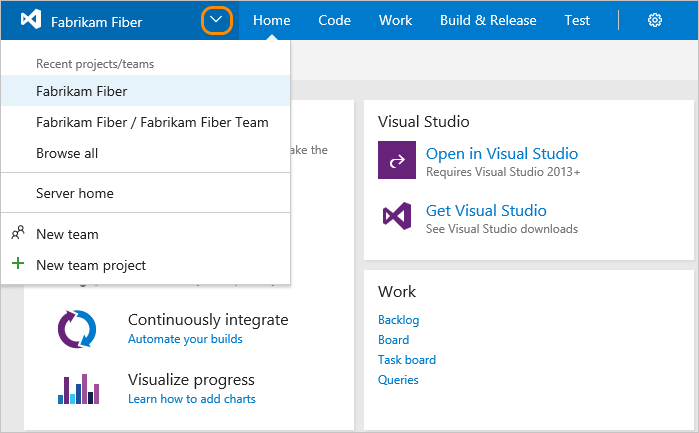 Fabrikam Fiber
Home Code Work Build & Release Test
Recent projects/teams
Fabrikam Fiber
Fabrikam Fiber / Fabrikam Fiber Team
Browse all
Server home
New team
New team project
ake the
Continuously integrate
Automate your builds
Visualize progress
Learn how to add charts
Visual Studio
Open in Visual Studio
Requires Visual Studio 2013+
Get Visual Studio
See Visual Studio downloads
Work
Backlog
Board
Task board
Queries